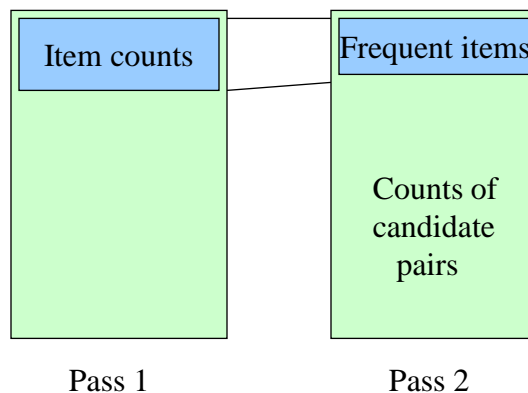 Item counts
Frequent items
Counts of
candidate
pairs
Pass 1
Pass 2